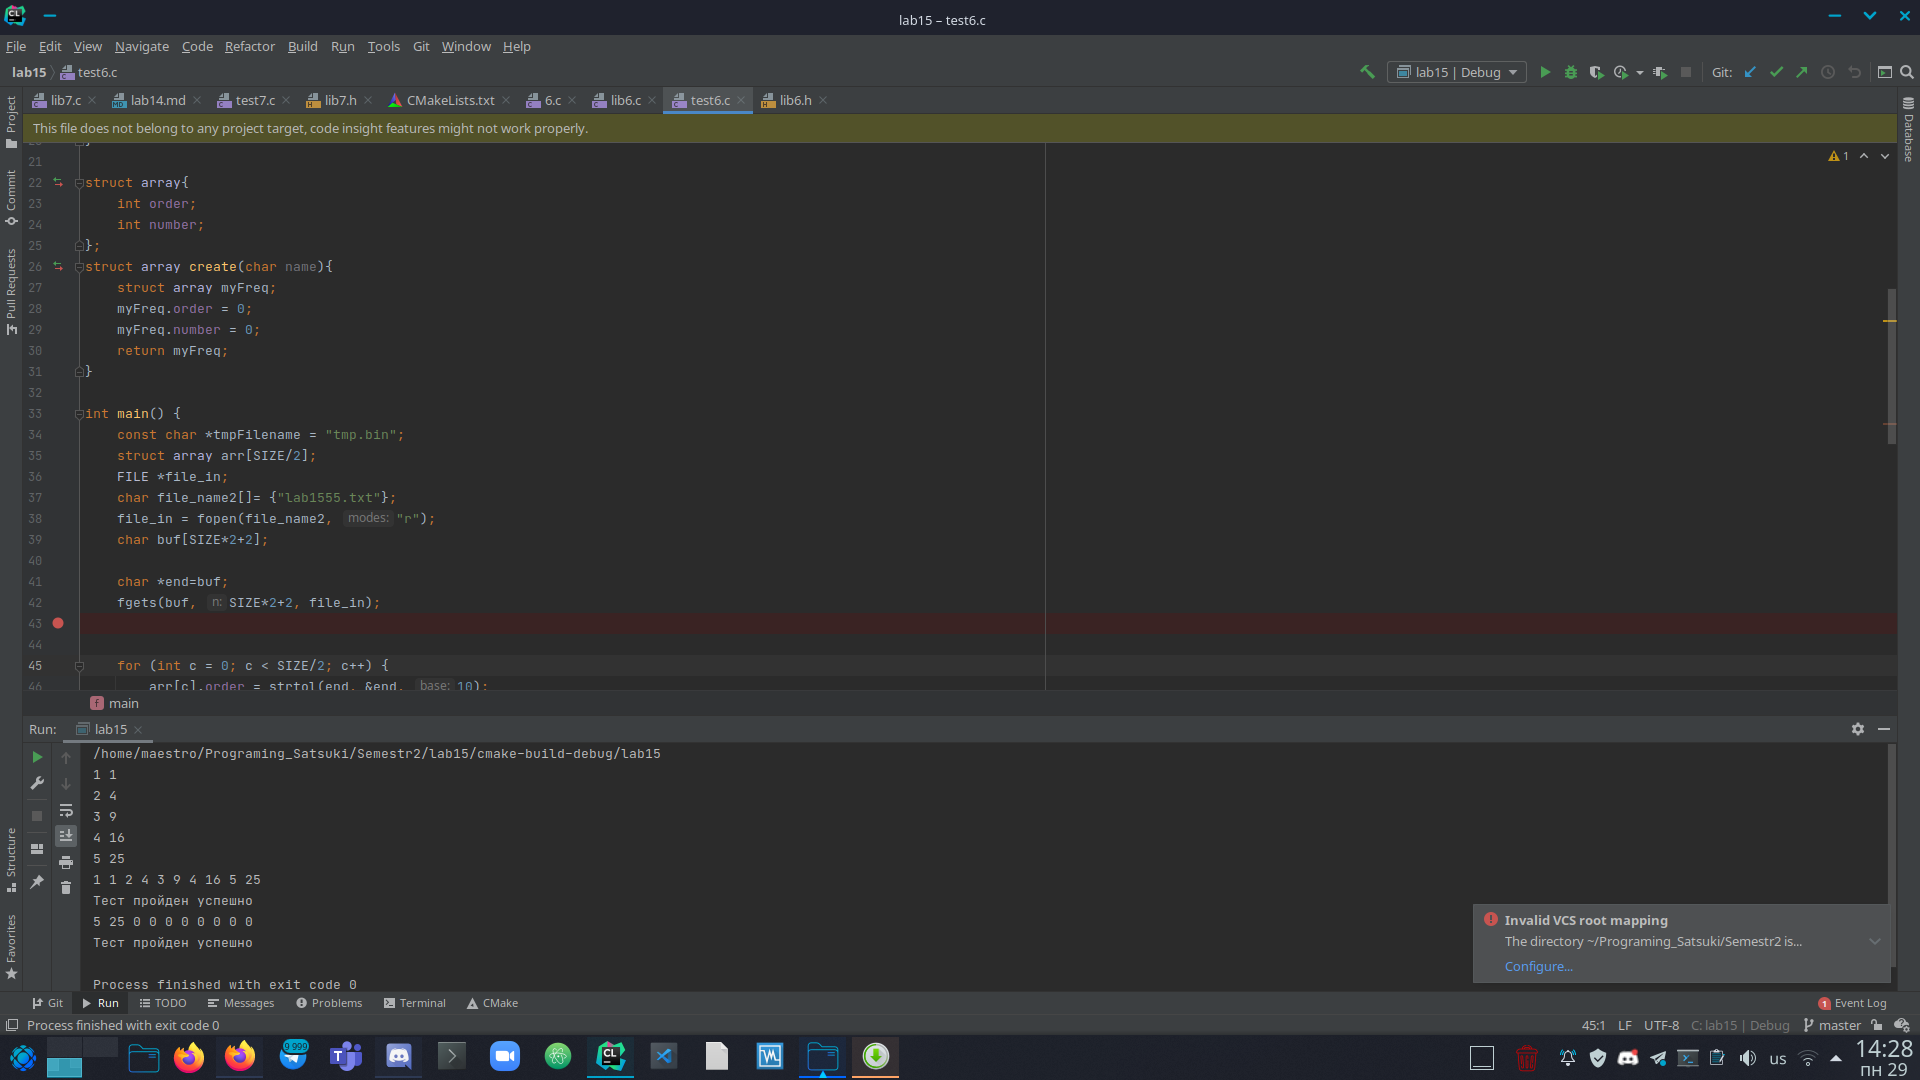 lab15 – test6.c
File Edit View Navigate Code Refactor Build Run Tools Git Window Help
lab15 test6.c lab15 | Debug Git:
lib7.c lab14.md test7.c lib7.h CMakeLists.txt 6.c lib6.c test6.c lib6.h
This file does not belong to any project target, code insight features might not work properly.
Project
Commit
Pull Requests
Structure
Favorites
Database
1
20 }
21
22 struct array{
23 int order;
24 int number;
25 };
26 struct array create(char name){
27 struct array myFreq;
28 myFreq.order = 0;
29 myFreq.number = 0;
30 return myFreq;
31 }
32
33 int main() {
34 const char *tmpFilename = "tmp.bin";
35 struct array arr[SIZE/2];
36 FILE *file_in;
37 char file_name2[]= {"lab1555.txt"};
38 file_in = fopen(file_name2, modes: "r");
39 char buf[SIZE*2+2];
40
41 char *end=buf;
42 fgets(buf, n: SIZE*2+2, file_in);
43
44
45 for (int c = 0; c < SIZE/2; c++) {
46 arr[c].order = strtol(end, &end, base: 10);
f main
Run: lab15
/home/maestro/Programing_Satsuki/Semestr2/lab15/cmake-build-debug/lab15
1 1
2 4
3 9
4 16
5 25
1 1 2 4 3 9 4 16 5 25
Тест пройден успешно
5 25 0 0 0 0 0 0 0 0
Тест пройден успешно
Process finished with exit code 0
Invalid VCS root mapping
The directory ~/Programing_Satsuki/Semestr2 is...
Configure...
Git Run TODO Messages Problems Terminal CMake 1 Event Log
Process finished with exit code 0 45:1 LF UTF-8 C: lab15 | Debug master
9 999
us
14:28
пн 29